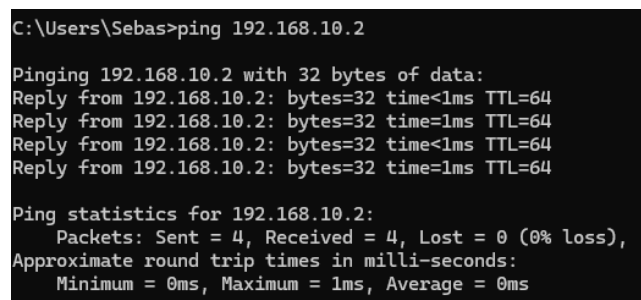 C:\Users\Sebas>ping 192.168.10.2
Pinging 192.168.10.2 with 32 bytes of data:
Reply from 192.168.10.2: bytes=32 time<1ms TTL=64
Reply from 192.168.10.2: bytes=32 time=1ms TTL=64
Reply from 192.168.10.2: bytes=32 time<1ms TTL=64
Reply from 192.168.10.2: bytes=32 time=1ms TTL=64
Ping statistics for 192.168.10.2:
    Packets: Sent = 4, Received = 4, Lost = 0 (0% loss),
Approximate round trip times in milli-seconds:
    Minimum = 0ms, Maximum = 1ms, Average = 0ms